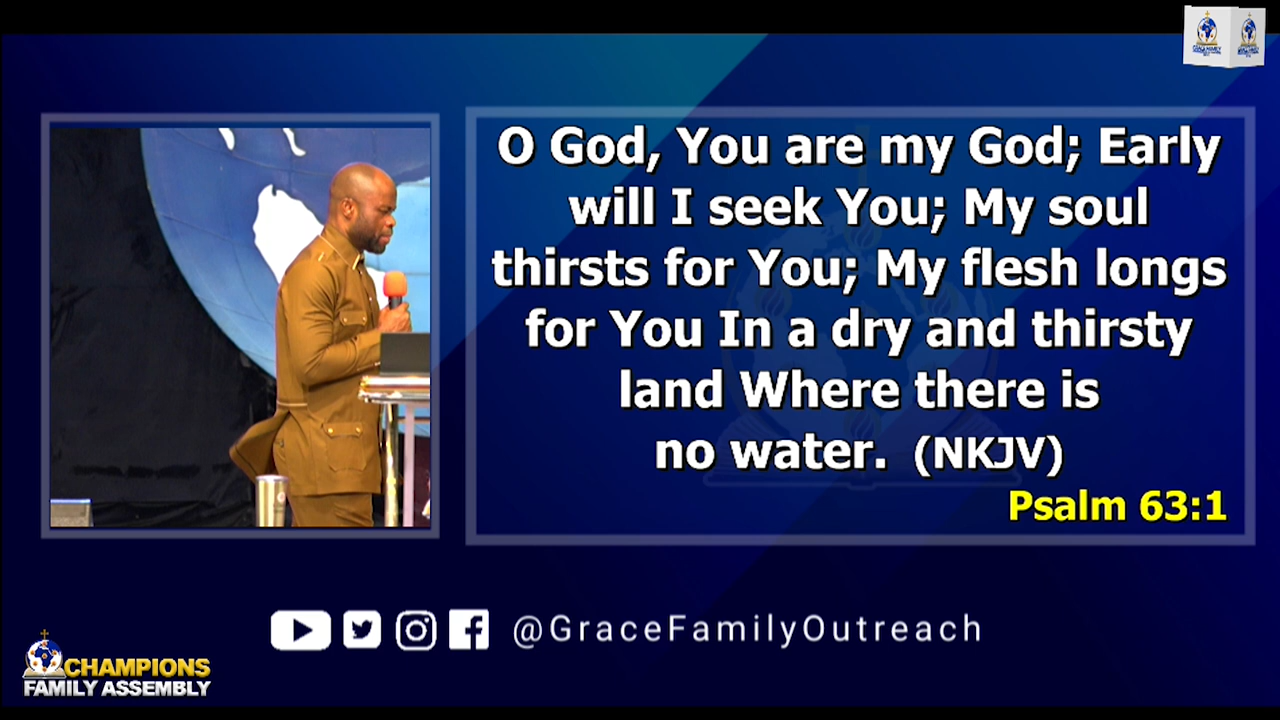 O God, You are my God; Early
will I seek You; My soul
thirsts for You; My flesh longs
for You In a dry and thirsty
land Where there is
no water. (NKJV)
Psalm 63:1
@GraceFamilyOutreach
CHAMPIONS
FAMILY ASSEMBLY